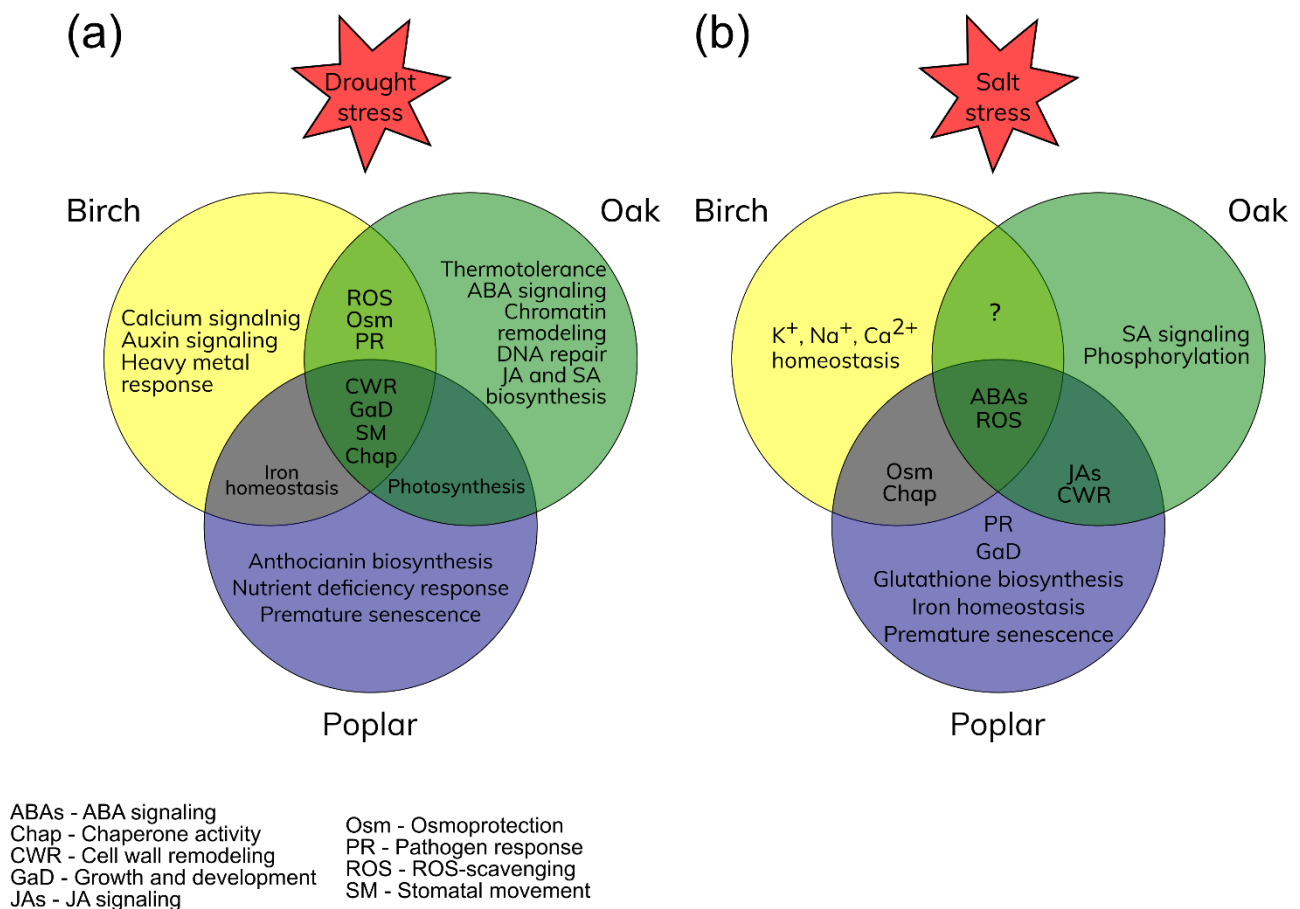 (a)
Drought
stress
Birch
Oak
Calcium signalnig
Auxin signaling
Heavy metal
response
ROS
Osm
PR
Thermotolerance
ABA signaling
Chromatin
remodeling
DNA repair
JA and SA
biosynthesis
CWR
GaD
SM
Chap
Iron
homeostasis
Photosynthesis
Anthocianin biosynthesis
Nutrient deficiency response
Premature senescence
Poplar
(b)
Salt
stress
Birch
Oak
K⁺, Na⁺, Ca²⁺
homeostasis
?
SA signaling
Phosphorylation
ABAs
ROS
Osm
Chap
JAs
CWR
PR
GaD
Glutathione biosynthesis
Iron homeostasis
Premature senescence
Poplar
ABAs - ABA signaling
Chap - Chaperone activity
CWR - Cell wall remodeling
GaD - Growth and development
JAs - JA signaling
Osm - Osmoprotection
PR - Pathogen response
ROS - ROS-scavenging
SM - Stomatal movement